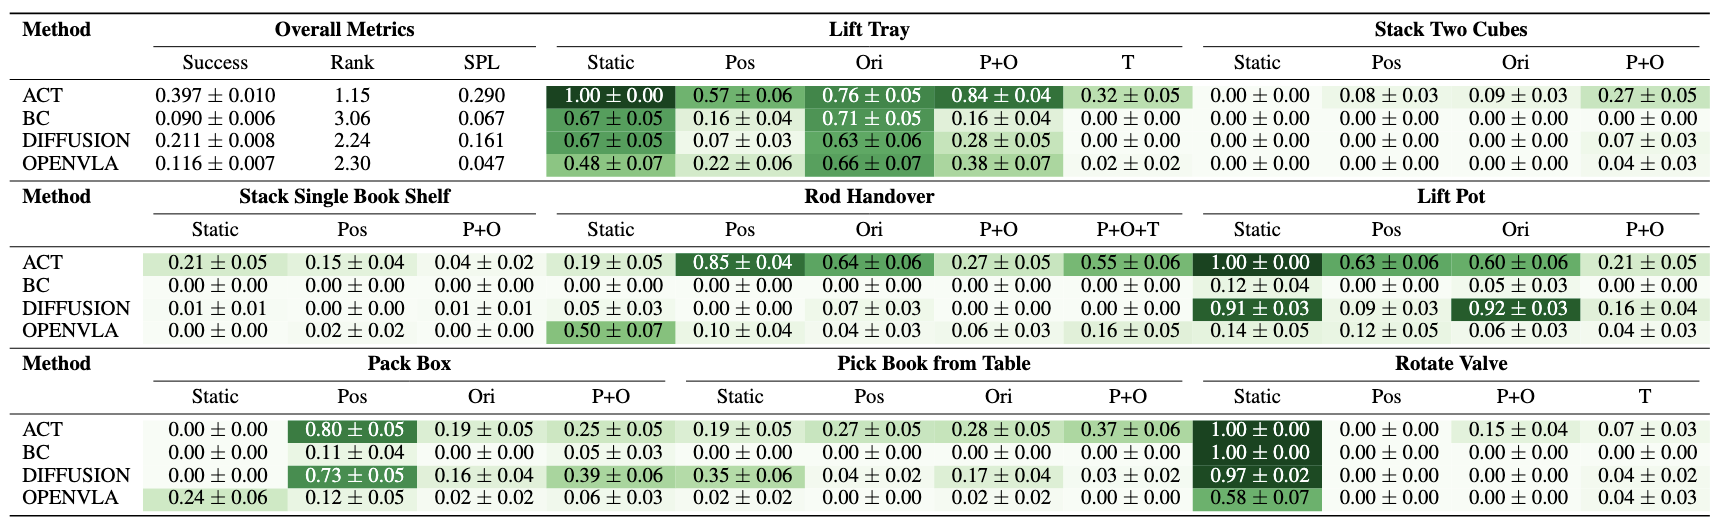 Method Overall Metrics Lift Tray Stack Two Cubes
Success Rank SPL Static Pos Ori P+O T Static Pos Ori P+O
ACT 0.397 ± 0.010 1.15 0.290 1.00 ± 0.00 0.57 ± 0.06 0.76 ± 0.05 0.84 ± 0.04 0.32 ± 0.05 0.00 ± 0.00 0.08 ± 0.03 0.09 ± 0.03 0.27 ± 0.05
BC 0.090 ± 0.006 3.06 0.067 0.67 ± 0.05 0.16 ± 0.04 0.71 ± 0.05 0.16 ± 0.04 0.00 ± 0.00 0.00 ± 0.00 0.00 ± 0.00 0.00 ± 0.00 0.00 ± 0.00
DIFFUSION 0.211 ± 0.008 2.24 0.161 0.67 ± 0.05 0.07 ± 0.03 0.63 ± 0.06 0.28 ± 0.05 0.00 ± 0.00 0.00 ± 0.00 0.00 ± 0.00 0.00 ± 0.00 0.07 ± 0.03
OPENVLA 0.116 ± 0.007 2.30 0.047 0.48 ± 0.07 0.22 ± 0.06 0.66 ± 0.07 0.38 ± 0.07 0.02 ± 0.02 0.00 ± 0.00 0.00 ± 0.00 0.00 ± 0.00 0.04 ± 0.03
Method Stack Single Book Shelf Rod Handover Lift Pot
Static Pos P+O Static Pos Ori P+O P+O+T Static Pos Ori P+O
ACT 0.21 ± 0.05 0.15 ± 0.04 0.04 ± 0.02 0.19 ± 0.05 0.85 ± 0.04 0.64 ± 0.06 0.27 ± 0.05 0.55 ± 0.06 1.00 ± 0.00 0.63 ± 0.06 0.60 ± 0.06 0.21 ± 0.05
BC 0.00 ± 0.00 0.00 ± 0.00 0.00 ± 0.00 0.00 ± 0.00 0.00 ± 0.00 0.00 ± 0.00 0.00 ± 0.00 0.00 ± 0.00 0.12 ± 0.04 0.00 ± 0.00 0.05 ± 0.03 0.00 ± 0.00
DIFFUSION 0.01 ± 0.01 0.00 ± 0.00 0.01 ± 0.01 0.05 ± 0.03 0.00 ± 0.00 0.07 ± 0.03 0.00 ± 0.00 0.00 ± 0.00 0.91 ± 0.03 0.09 ± 0.03 0.92 ± 0.03 0.16 ± 0.04
OPENVLA 0.00 ± 0.00 0.02 ± 0.02 0.00 ± 0.00 0.50 ± 0.07 0.10 ± 0.04 0.04 ± 0.03 0.06 ± 0.03 0.16 ± 0.05 0.14 ± 0.05 0.12 ± 0.05 0.06 ± 0.03 0.04 ± 0.03
Method Pack Box Pick Book from Table Rotate Valve
Static Pos Ori P+O Static Pos Ori P+O Static Pos P+O T
ACT 0.00 ± 0.00 0.80 ± 0.05 0.19 ± 0.05 0.25 ± 0.05 0.19 ± 0.05 0.27 ± 0.05 0.28 ± 0.05 0.37 ± 0.06 1.00 ± 0.00 0.00 ± 0.00 0.15 ± 0.04 0.07 ± 0.03
BC 0.00 ± 0.00 0.11 ± 0.04 0.00 ± 0.00 0.05 ± 0.03 0.00 ± 0.00 0.00 ± 0.00 0.00 ± 0.00 0.00 ± 0.00 1.00 ± 0.00 0.00 ± 0.00 0.00 ± 0.00 0.00 ± 0.00
DIFFUSION 0.00 ± 0.00 0.73 ± 0.05 0.16 ± 0.04 0.39 ± 0.06 0.35 ± 0.06 0.04 ± 0.02 0.17 ± 0.04 0.03 ± 0.02 0.97 ± 0.02 0.00 ± 0.00 0.00 ± 0.00 0.04 ± 0.02
OPENVLA 0.24 ± 0.06 0.12 ± 0.05 0.02 ± 0.02 0.06 ± 0.03 0.02 ± 0.02 0.00 ± 0.00 0.02 ± 0.02 0.00 ± 0.00 0.58 ± 0.07 0.00 ± 0.00 0.00 ± 0.00 0.04 ± 0.03